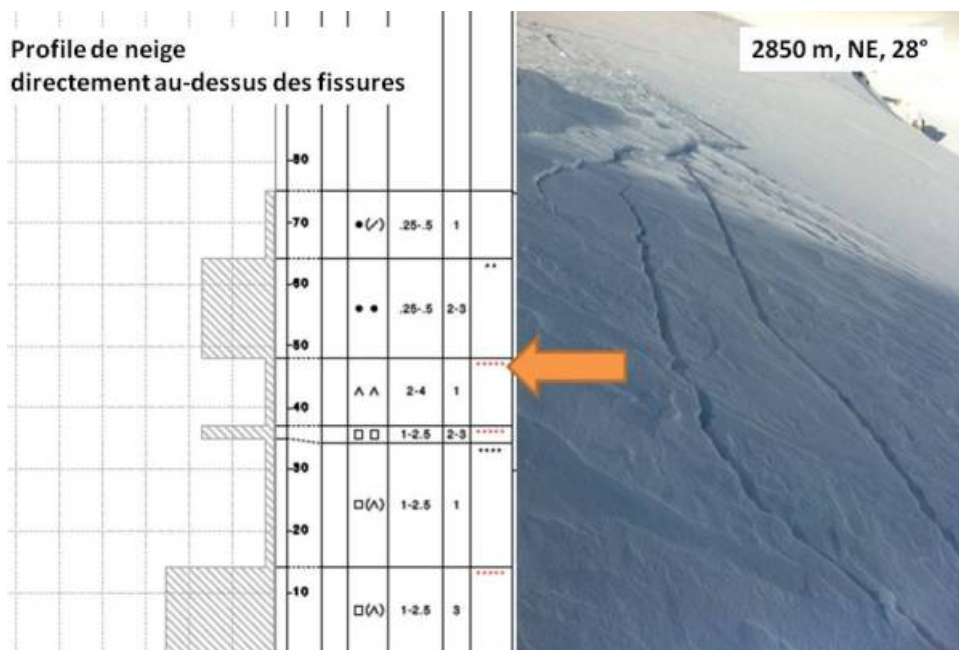 Profile de neige
directement au-dessus des fissures
2850 m, NE, 28°
80
70 ●(⁄) .25-.5 1
60 **
● ● .25-.5 2-3
50
*****
∧ ∧ 2-4 1
40
□ □ 1-2.5 2-3 *****
****
30
□(∧) 1-2.5 1
20
*****
10 □(∧) 1-2.5 3